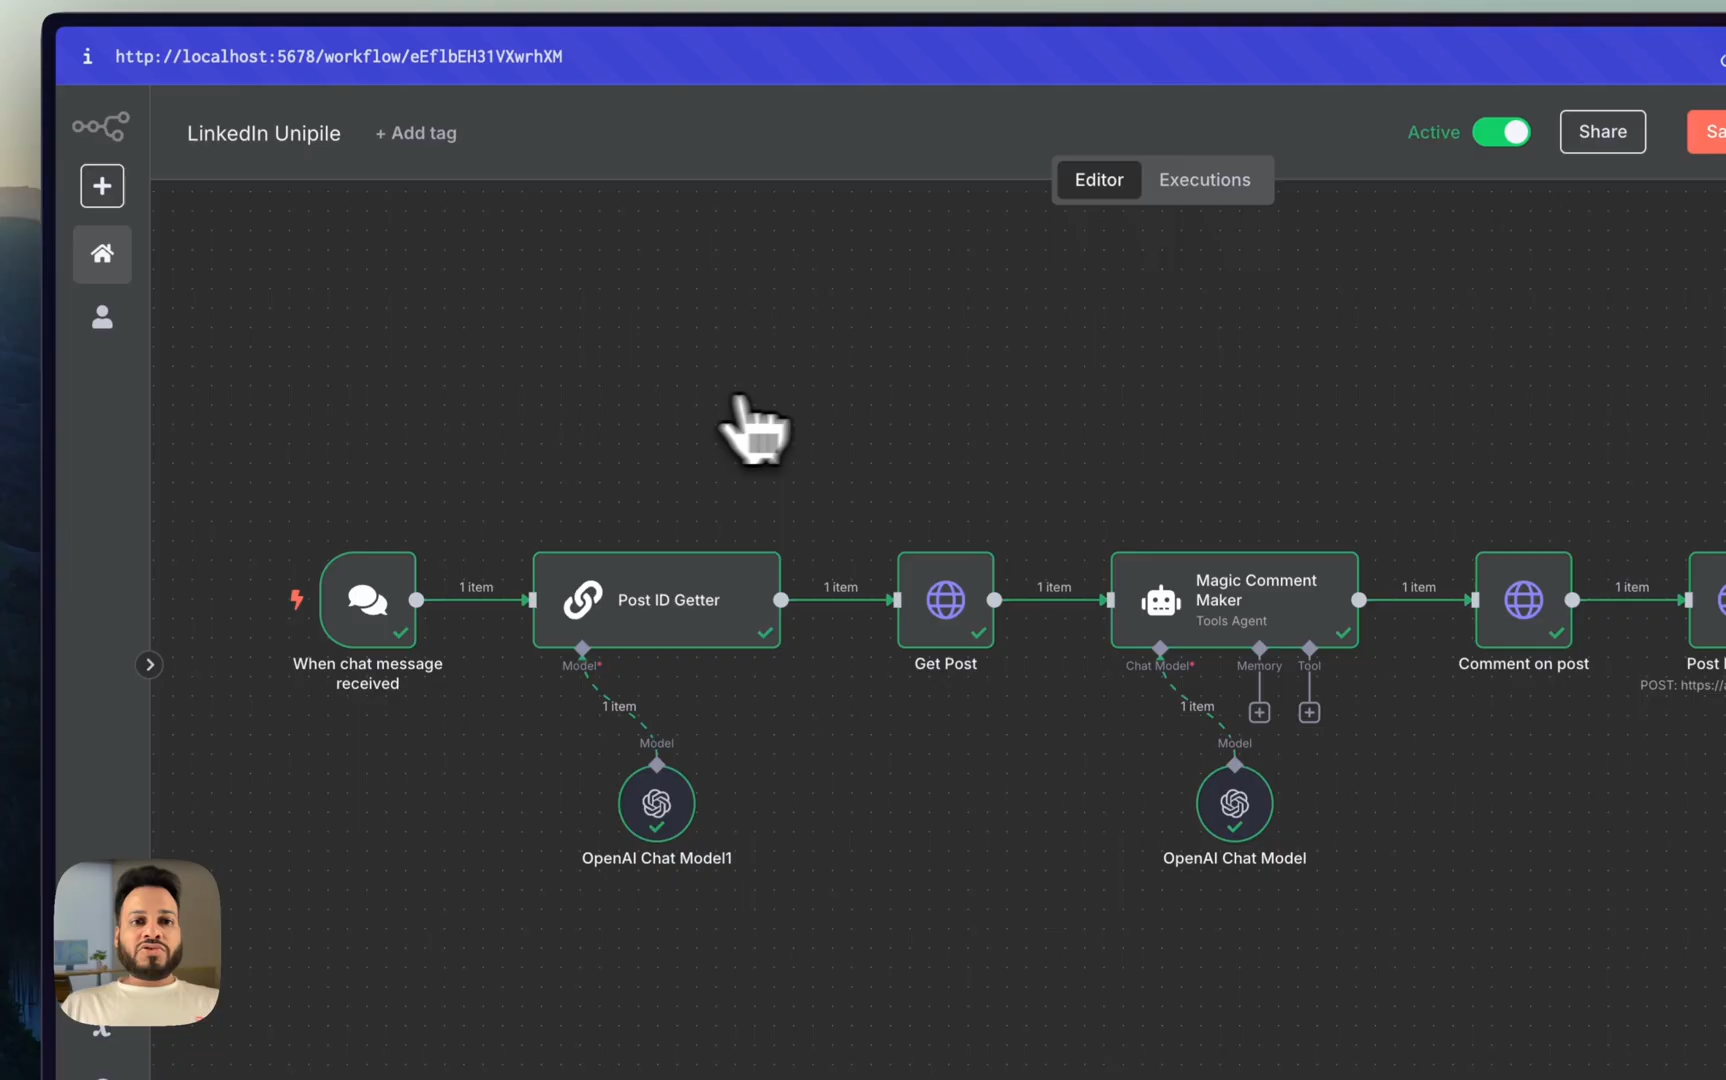 i http://localhost:5678/workflow/eEflbEH31VXwrhXM
LinkedIn Unipile
+ Add tag
Active
Share
Editor
Executions
1 item
1 item
1 item
1 item
1 item
Post ID Getter
Magic Comment
Maker
Tools Agent
When chat message
received
Model*
Get Post
Chat Model*
Memory
Tool
Comment on post
Post
POST: https://
1 item
1 item
Model
Model
OpenAI Chat Model1
OpenAI Chat Model